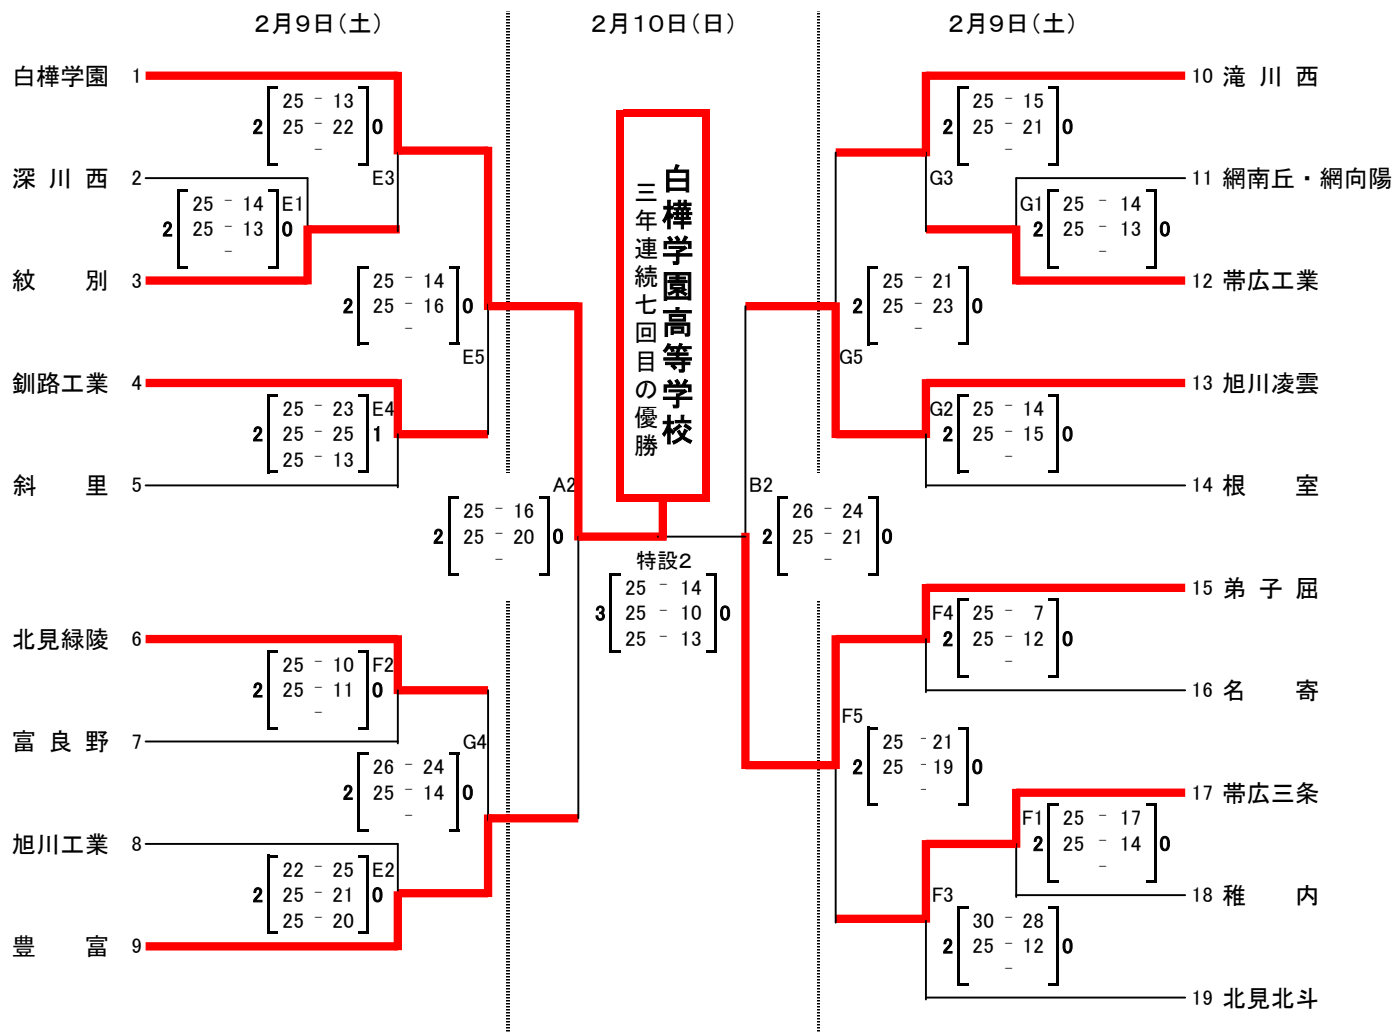 2月9日（土）
2月10日（日）
2月9日（土）
白樺学園 1
2 [25 - 13 / 25 - 22 / -] 0
E3
深川西 2
2 [25 - 14 / 25 - 13 / -] 0
E1
紋別 3
2 [25 - 14 / 25 - 16 / -] 0
E5
釧路工業 4
2 [25 - 23 / 25 - 25 / 25 - 13] 1
E4
斜里 5
A2
2 [25 - 16 / 25 - 20 / -] 0
北見緑陵 6
2 [25 - 10 / 25 - 11 / -] 0
F2
富良野 7
G4
2 [26 - 24 / 25 - 14 / -] 0
旭川工業 8
2 [22 - 25 / 25 - 21 / 25 - 20] 0
E2
豊富 9
白樺学園高等学校
三年連続七回目の優勝
特設2
3 [25 - 14 / 25 - 10 / 25 - 13] 0
10 滝川西
2 [25 - 15 / 25 - 21 / -] 0
G3
11 網南丘・網向陽
G1
2 [25 - 14 / 25 - 13 / -] 0
12 帯広工業
2 [25 - 21 / 25 - 23 / -] 0
G5
13 旭川凌雲
G2
2 [25 - 14 / 25 - 15 / -] 0
14 根室
B2
2 [26 - 24 / 25 - 21 / -] 0
15 弟子屈
F4
2 [25 - 7 / 25 - 12 / -] 0
16 名寄
F5
2 [25 - 21 / 25 - 19 / -] 0
17 帯広三条
F1
2 [25 - 17 / 25 - 14 / -] 0
18 稚内
F3
2 [30 - 28 / 25 - 12 / -] 0
19 北見北斗